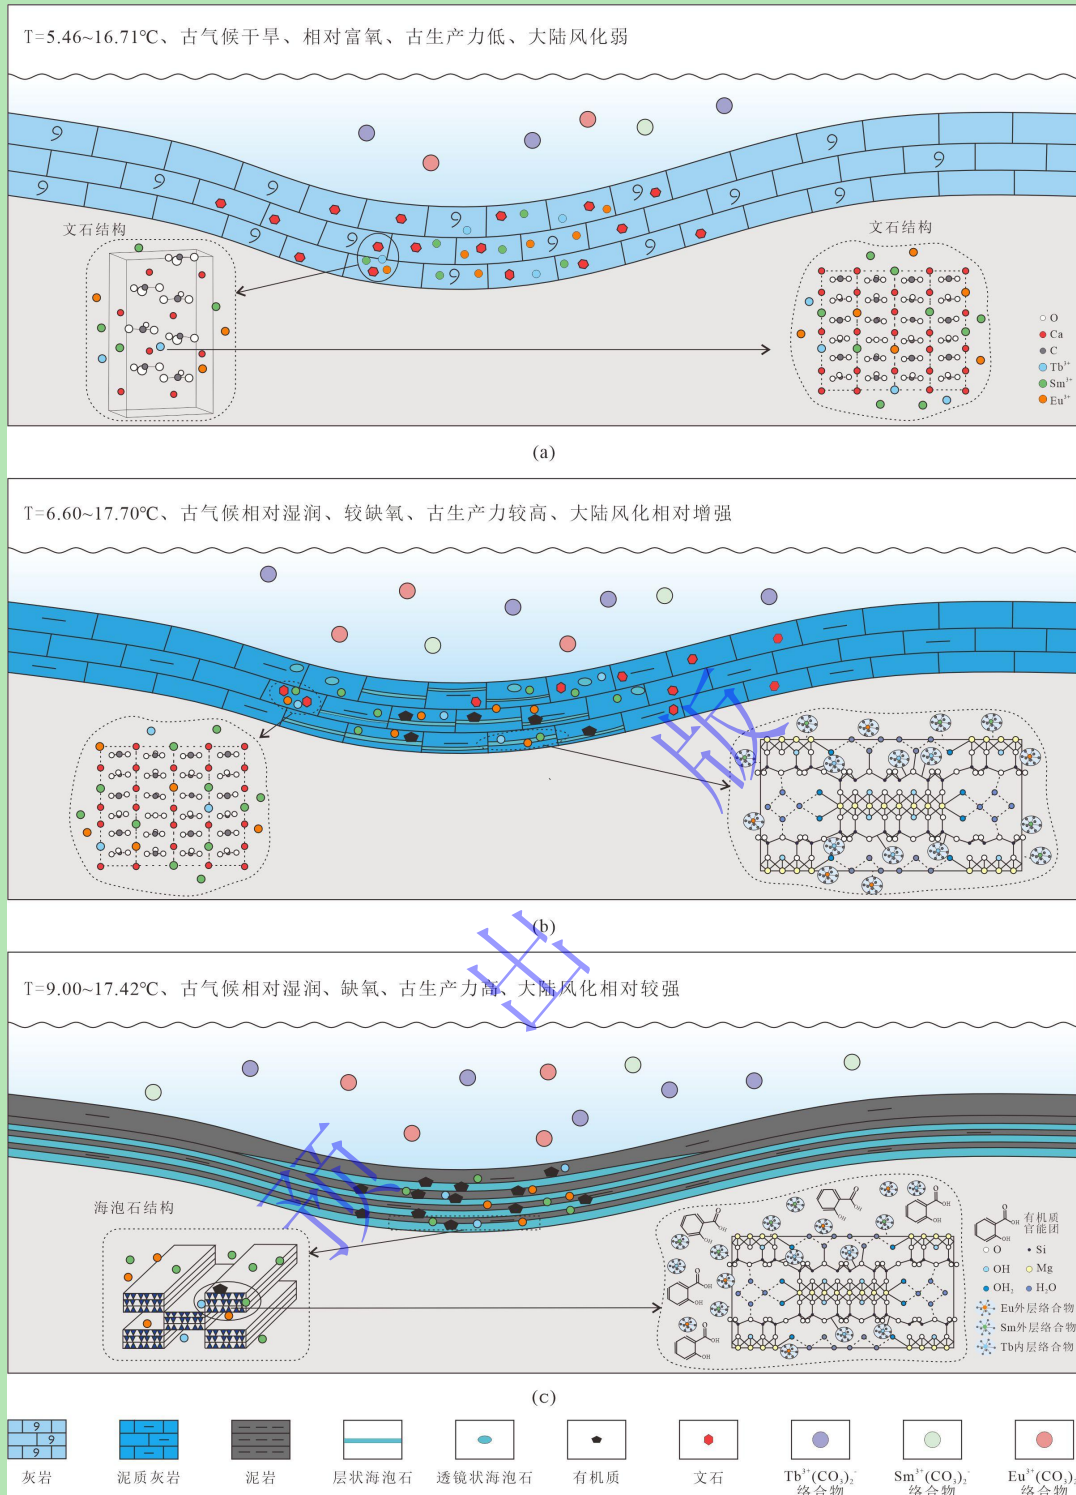 T=5.46~16.71℃、古气候干旱、相对富氧、古生产力低、大陆风化弱
文石结构
文石结构
O
Ca
C
Tb³⁺
Sm³⁺
Eu³⁺
(a)
T=6.60~17.70℃、古气候相对湿润、较缺氧、古生产力较高、大陆风化相对增强
(b)
T=9.00~17.42℃、古气候相对湿润、缺氧、古生产力高、大陆风化相对较强
海泡石结构
有机质
官能团
O Si
OH Mg
OH₂ H₂O
Eu外层络合物
Sm外层络合物
Tb内层络合物
(c)
灰岩 泥质灰岩 泥岩 层状海泡石 透镜状海泡石 有机质 文石 Tb³⁺(CO₃)₂⁻ Sm³⁺(CO₃)₂⁻ Eu³⁺(CO₃)₂
络合物 络合物 络合物
预出版